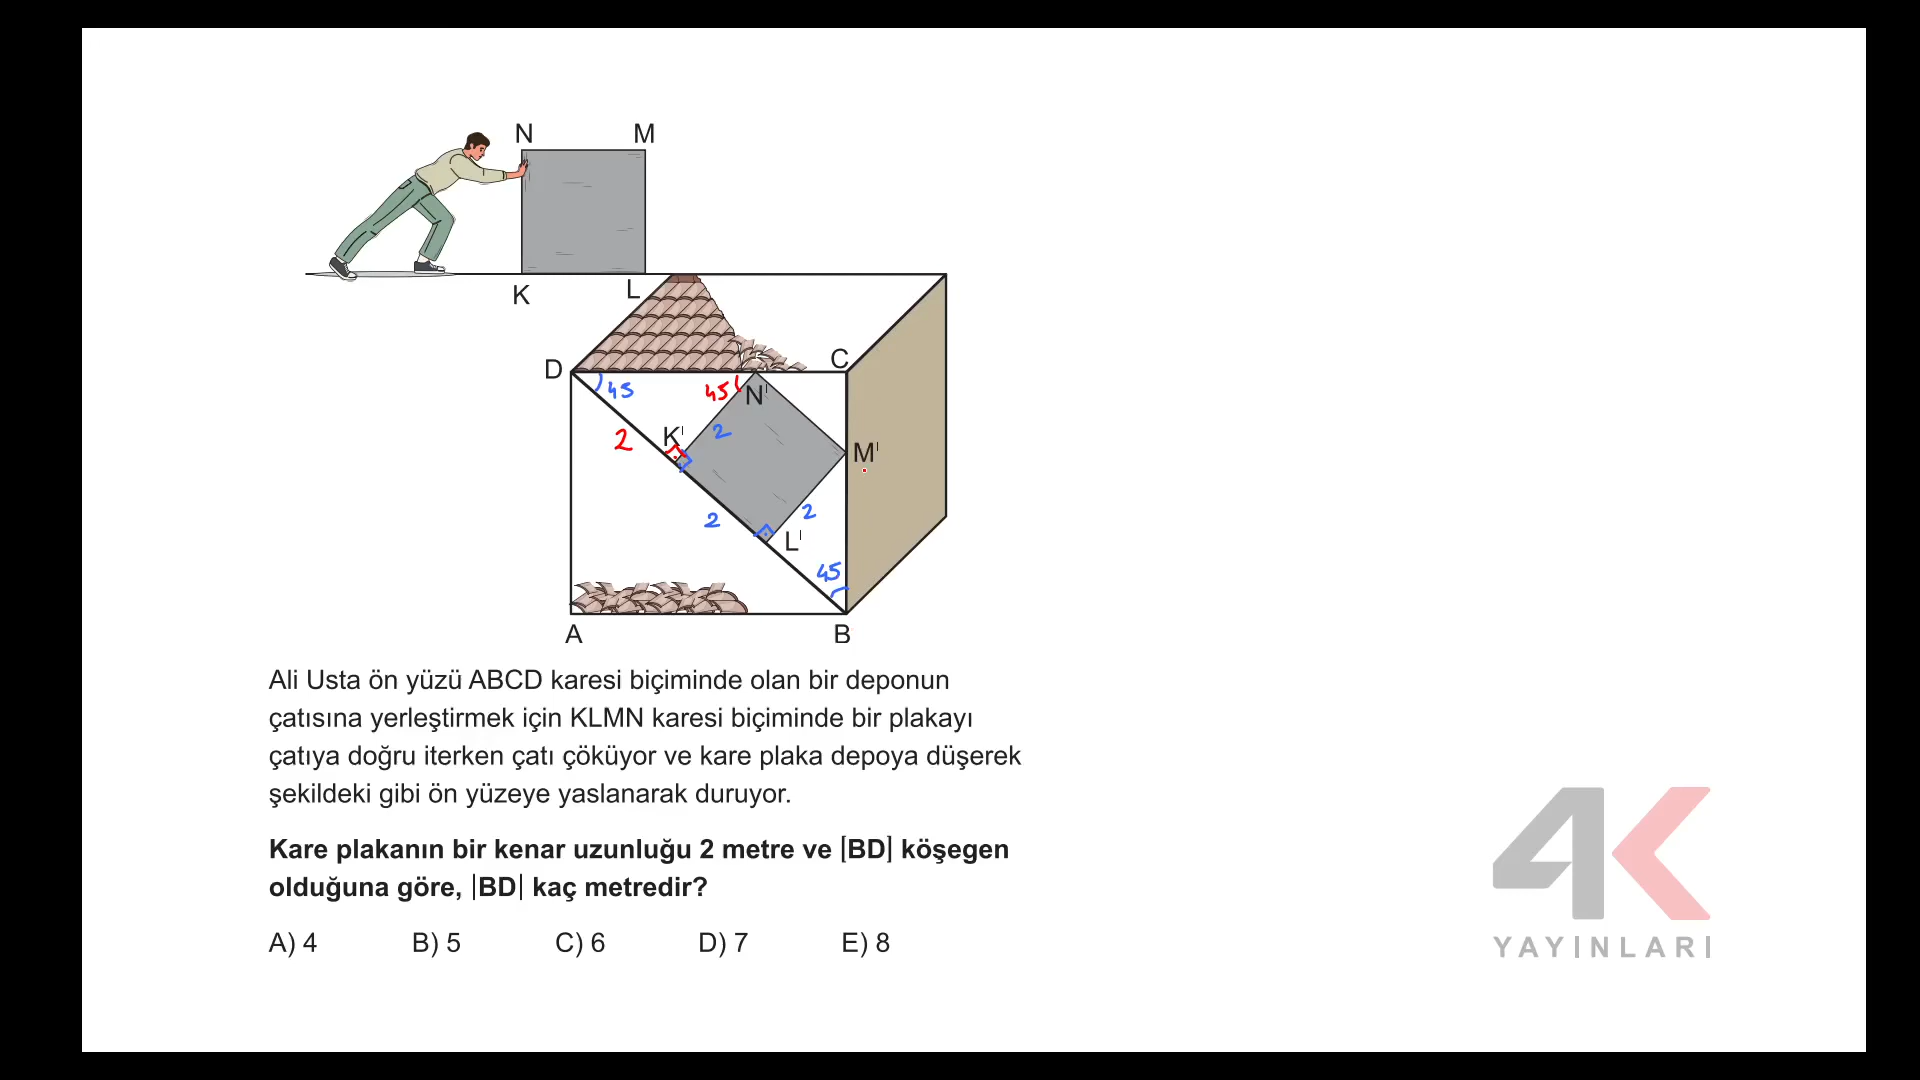 N M
K L
D C
45 45 N'
2 K' 2 M'
2 2
L'
45
A B
Ali Usta ön yüzü ABCD karesi biçiminde olan bir deponun
çatısına yerleştirmek için KLMN karesi biçiminde bir plakayı
çatıya doğru iterken çatı çöküyor ve kare plaka depoya düşerek
şekildeki gibi ön yüzeye yaslanarak duruyor.
Kare plakanın bir kenar uzunluğu 2 metre ve [BD] köşegen
olduğuna göre, |BD| kaç metredir?
A) 4 B) 5 C) 6 D) 7 E) 8
4K
YAYINLARI